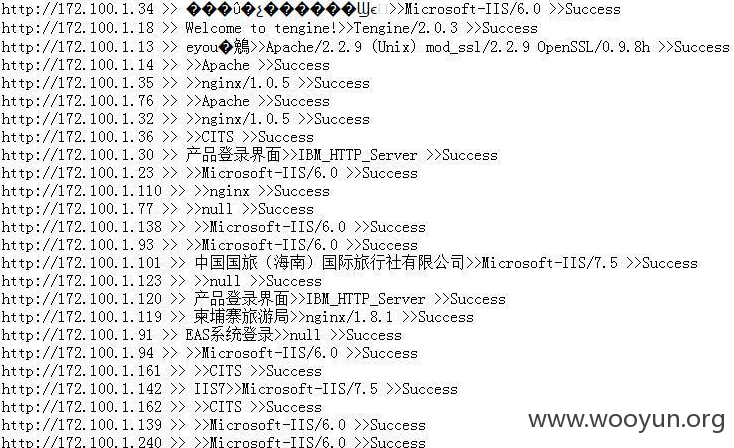 http://172.100.1.34 >> >>Microsoft-IIS/6.0 >>Success
http://172.100.1.18 >> Welcome to tengine!>>Tengine/2.0.3 >>Success
http://172.100.1.13 >> eyou�鵵>>Apache/2.2.9 (Unix) mod_ssl/2.2.9 OpenSSL/0.9.8h >>Success
http://172.100.1.14 >> >>Apache >>Success
http://172.100.1.35 >> >>nginx/1.0.5 >>Success
http://172.100.1.76 >> >>Apache >>Success
http://172.100.1.32 >> >>nginx/1.0.5 >>Success
http://172.100.1.36 >> >>CITS >>Success
http://172.100.1.30 >> 产品登录界面>>IBM_HTTP_Server >>Success
http://172.100.1.23 >> >>Microsoft-IIS/6.0 >>Success
http://172.100.1.110 >> >>nginx >>Success
http://172.100.1.77 >> >>null >>Success
http://172.100.1.138 >> >>Microsoft-IIS/6.0 >>Success
http://172.100.1.93 >> >>Microsoft-IIS/6.0 >>Success
http://172.100.1.101 >> 中国国旅（海南）国际旅行社有限公司>>Microsoft-IIS/7.5 >>Success
http://172.100.1.123 >> >>null >>Success
http://172.100.1.120 >> 产品登录界面>>IBM_HTTP_Server >>Success
http://172.100.1.119 >> 柬埔寨旅游局>>nginx/1.8.1 >>Success
http://172.100.1.91 >> EAS系统登录>>null >>Success
http://172.100.1.94 >> >>Microsoft-IIS/6.0 >>Success
http://172.100.1.161 >> >>CITS >>Success
http://172.100.1.142 >> IIS7>>Microsoft-IIS/7.5 >>Success
http://172.100.1.162 >> >>CITS >>Success
http://172.100.1.139 >> >>Microsoft-IIS/6.0 >>Success
http://172.100.1.240 >> >>Microsoft-IIS/6.0 >>Success
www.wooyun.org